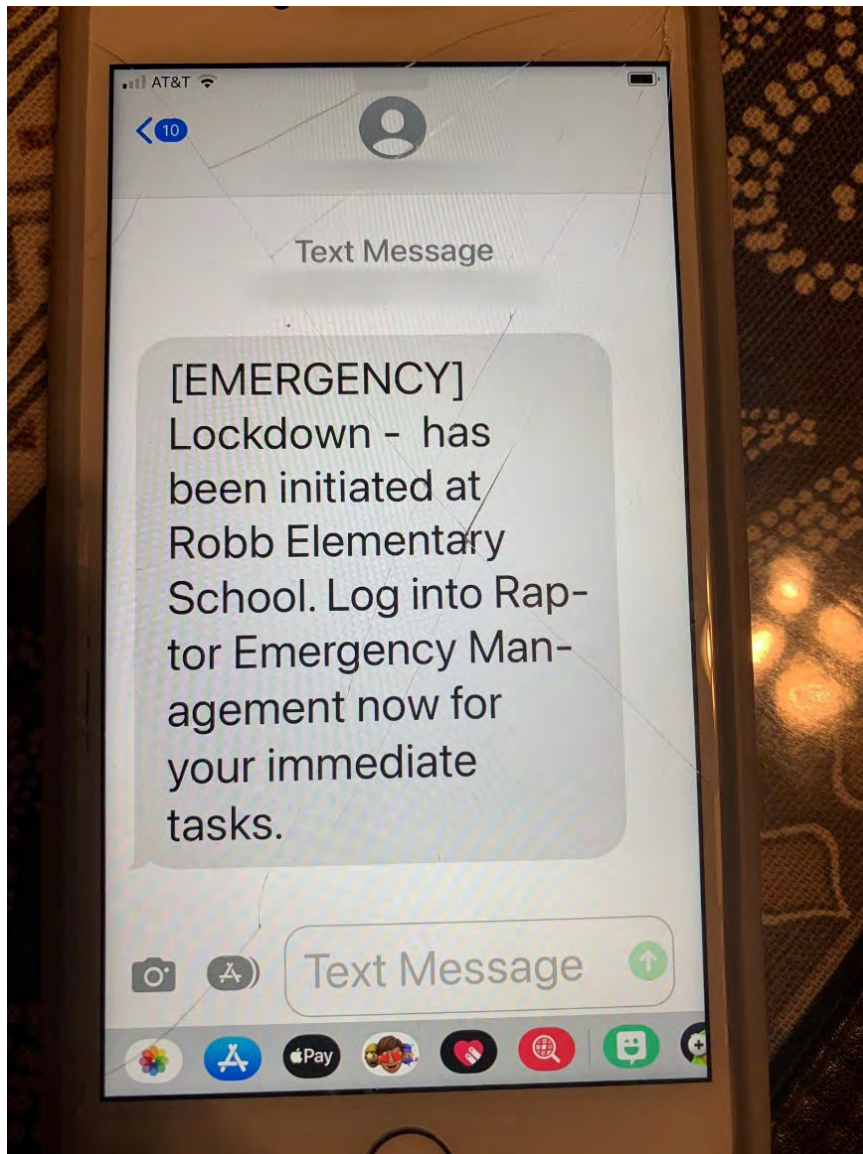 AT&T
10
Text Message
[EMERGENCY]
Lockdown - has
been initiated at
Robb Elementary
School. Log into Rap-
tor Emergency Man-
agement now for
your immediate
tasks.
Text Message
Pay